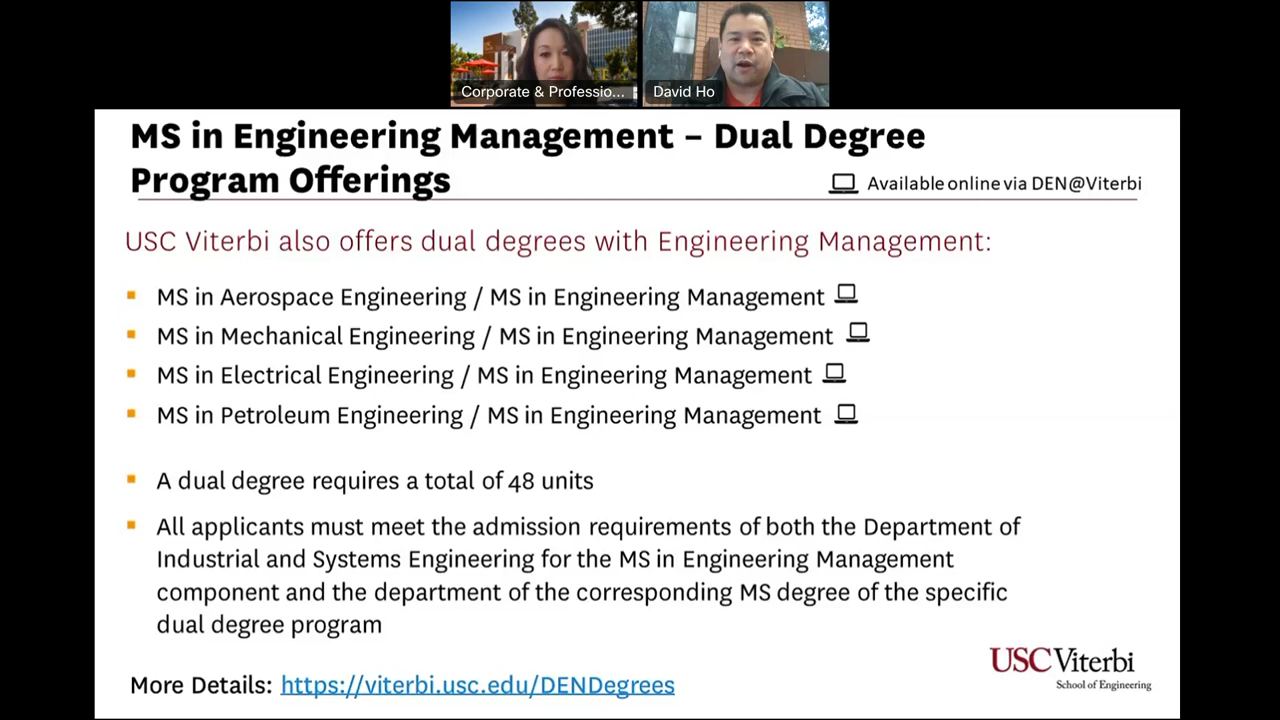 Corporate & Professio...
David Ho
MS in Engineering Management – Dual Degree
Program Offerings
Available online via DEN@Viterbi
USC Viterbi also offers dual degrees with Engineering Management:
MS in Aerospace Engineering / MS in Engineering Management
MS in Mechanical Engineering / MS in Engineering Management
MS in Electrical Engineering / MS in Engineering Management
MS in Petroleum Engineering / MS in Engineering Management
A dual degree requires a total of 48 units
All applicants must meet the admission requirements of both the Department of
Industrial and Systems Engineering for the MS in Engineering Management
component and the department of the corresponding MS degree of the specific
dual degree program
USC Viterbi
School of Engineering
More Details: https://viterbi.usc.edu/DENDegrees